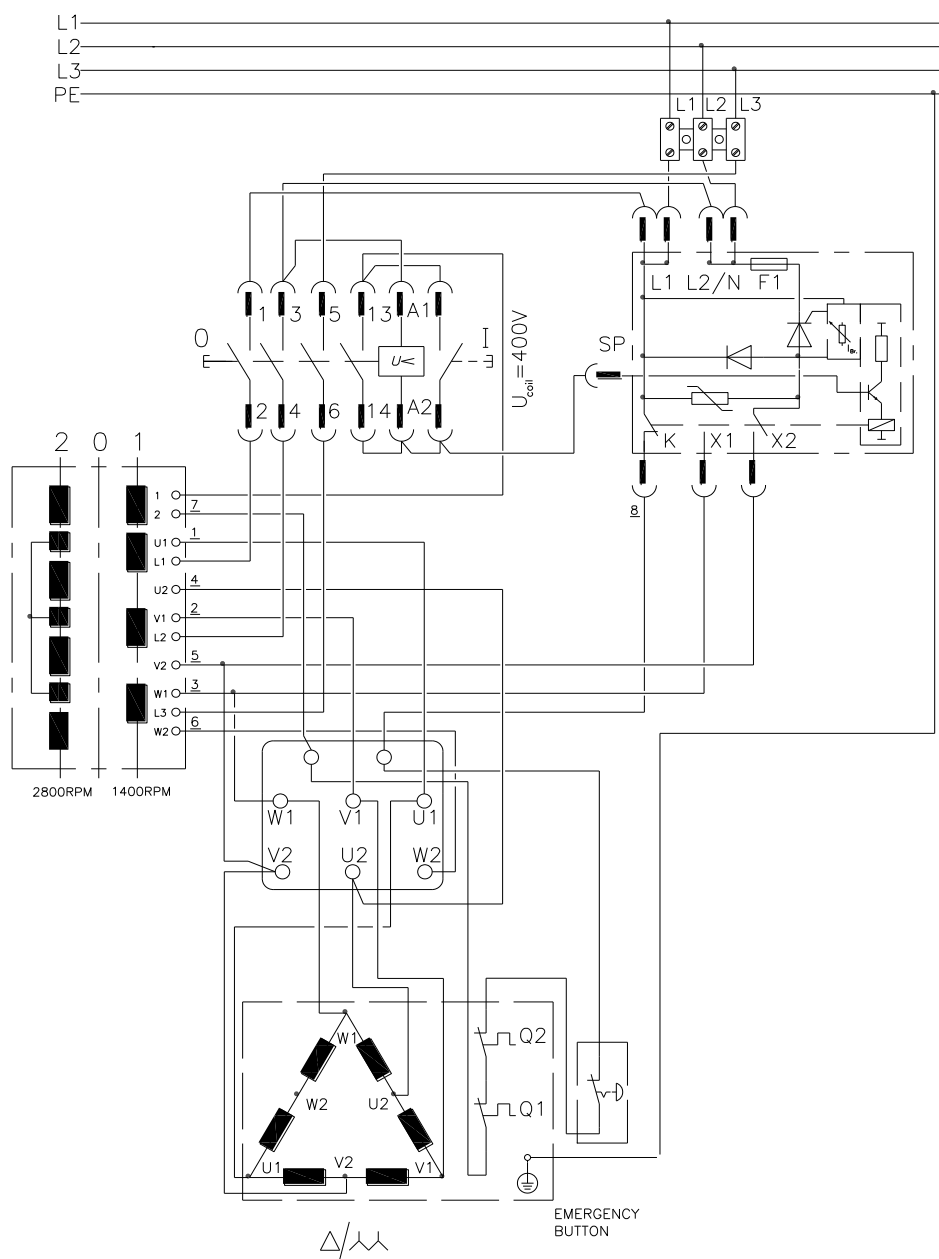 L1
L2
L3
PE
L1 L2 L3
L1 L2/N F1
1 3 5 13 A1
0 I
U<
U coil = 400V
SP
I Br.
2 4 6 14 A2
K X1 X2
2 0 1
8
1
7
2
U1 1
L1
U2 4
V1 2
L2
V2 5
W1 3
L3
W2 6
2800RPM 1400RPM
W1 V1 U1
V2 U2 W2
W1
Q2
W2 U2
Q1
U1 V2 V1
EMERGENCY
BUTTON
△/⅄⅄